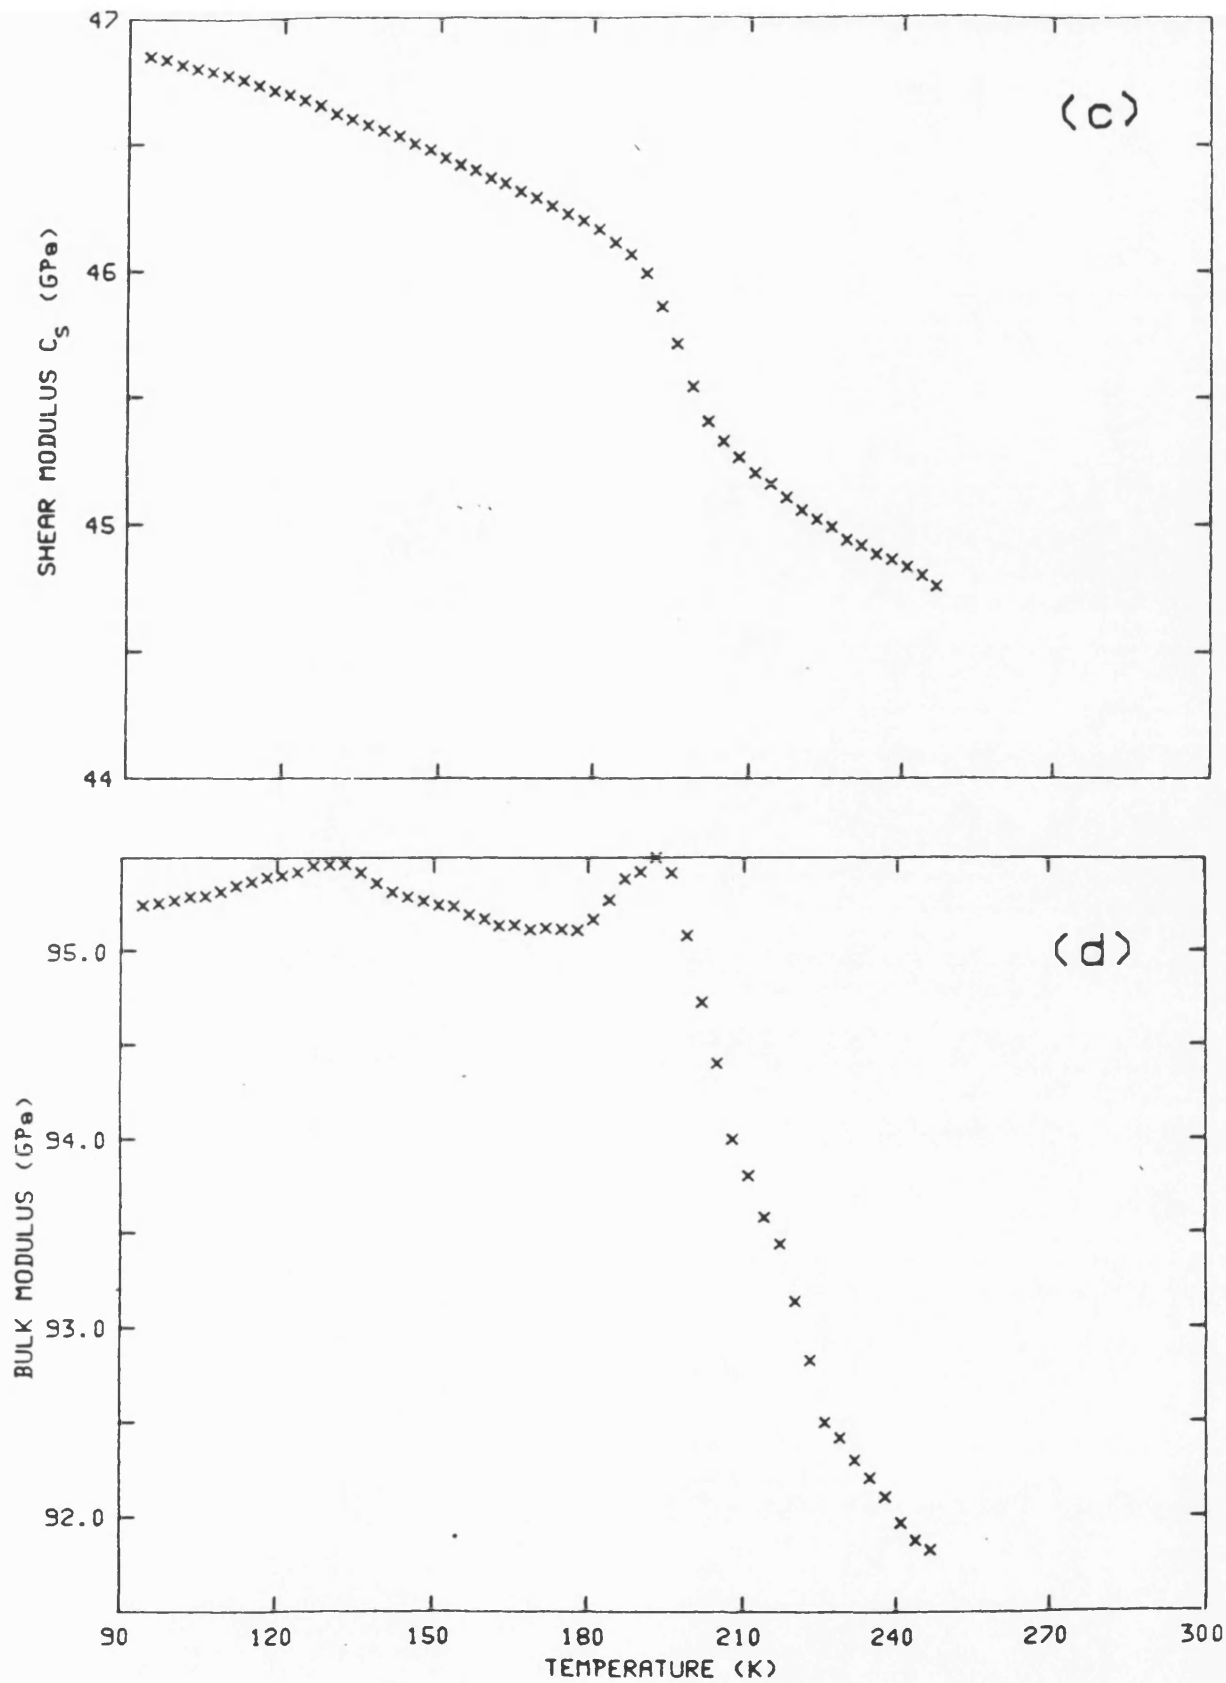 47
(c)
46
SHEAR MODULUS Cs (GPa)
45
44
95.0
(d)
94.0
BULK MODULUS (GPa)
93.0
92.0
90 120 150 180 210 240 270 300
TEMPERATURE (K)